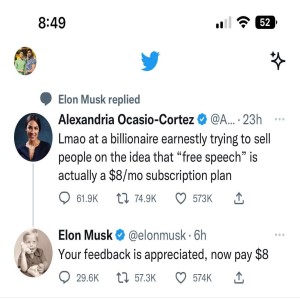 8:49
52
Elon Musk replied
Alexandria Ocasio-Cortez @A... · 23h
Lmao at a billionaire earnestly trying to sell
people on the idea that “free speech” is
actually a $8/mo subscription plan
61.9K 74.9K 573K
Elon Musk @elonmusk · 6h
Your feedback is appreciated, now pay $8
29.6K 57.3K 574K